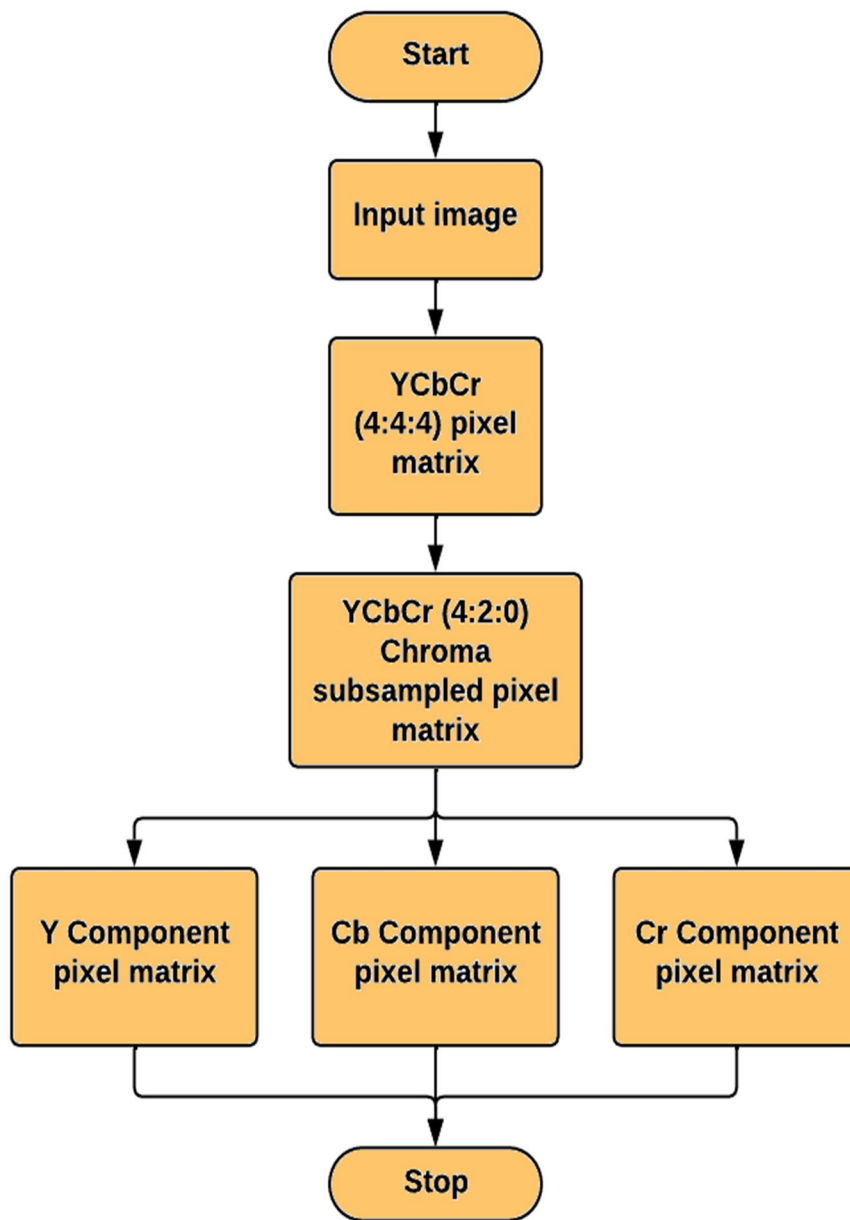 Start
Input image
YCbCr
(4:4:4) pixel
matrix
YCbCr (4:2:0)
Chroma
subsampled pixel
matrix
Y Component
pixel matrix
Cb Component
pixel matrix
Cr Component
pixel matrix
Stop